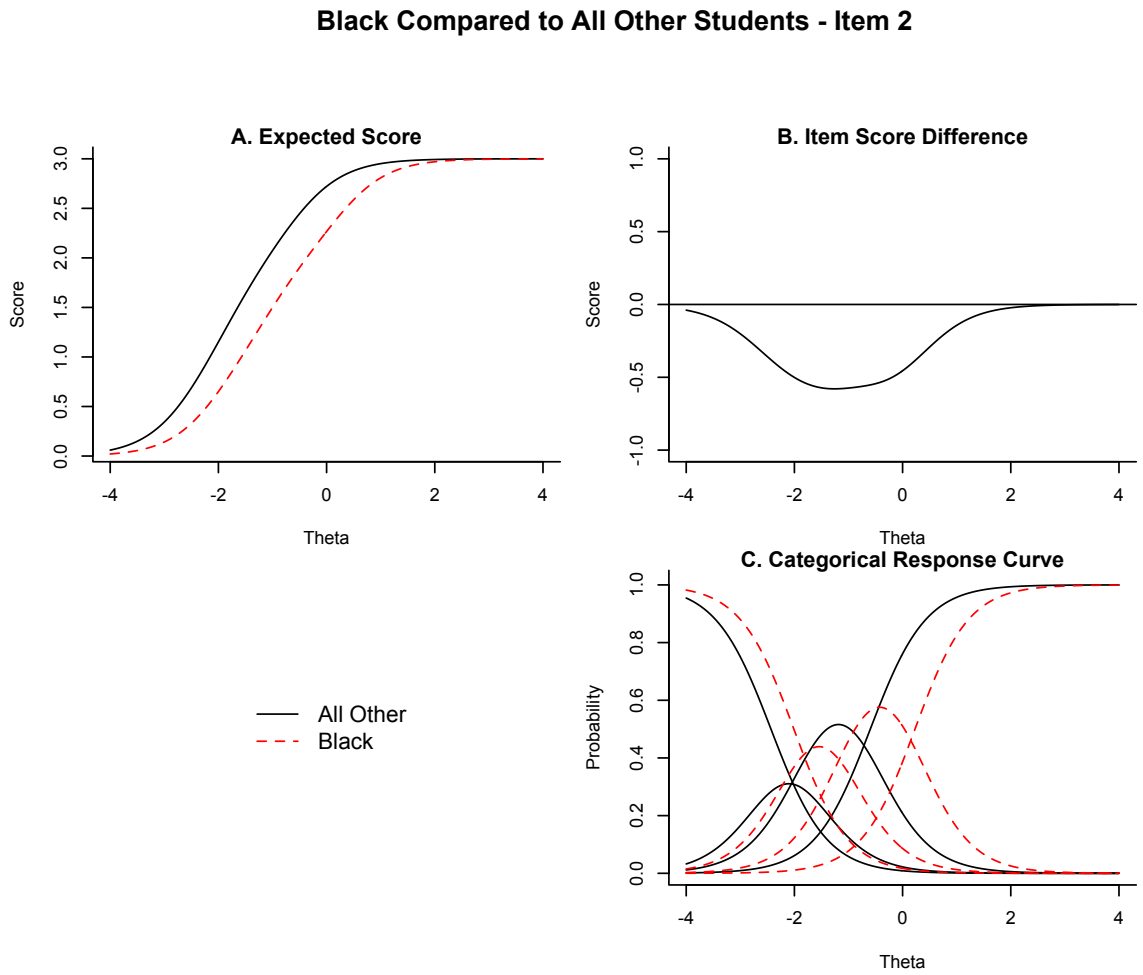 Black Compared to All Other Students - Item 2
A. Expected Score
3.0
2.5
2.0
1.5
1.0
0.5
0.0
Score
-4 -2 0 2 4
Theta
B. Item Score Difference
1.0
0.5
0.0
-0.5
-1.0
Score
-4 -2 0 2 4
Theta
All Other
Black
C. Categorical Response Curve
1.0
0.8
0.6
0.4
0.2
0.0
Probability
-4 -2 0 2 4
Theta